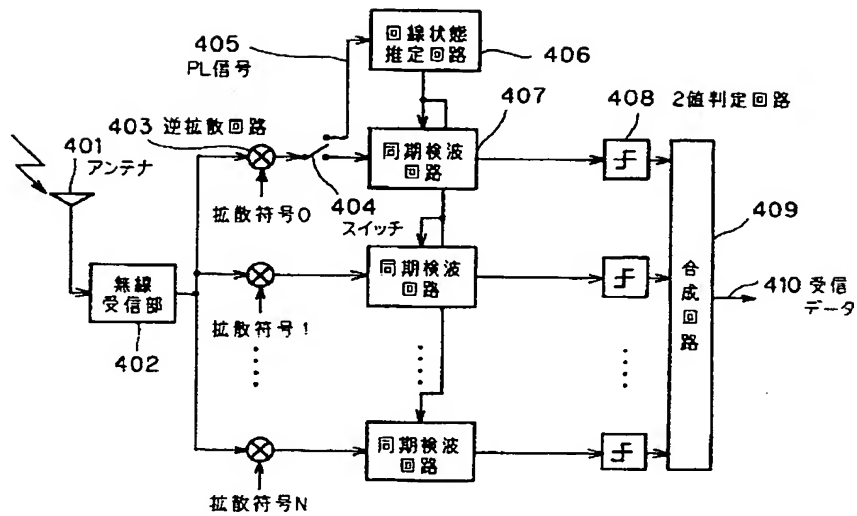 405
PL信号
回線状態
推定回路
406
407
403 逆拡散回路
408 2値判定回路
401
アンテナ
同期検波
回路
拡散符号0
404
スイッチ
409
無線
受信部
402
同期検波
回路
拡散符号1
合成回路
410 受信
データ
同期検波
回路
拡散符号N